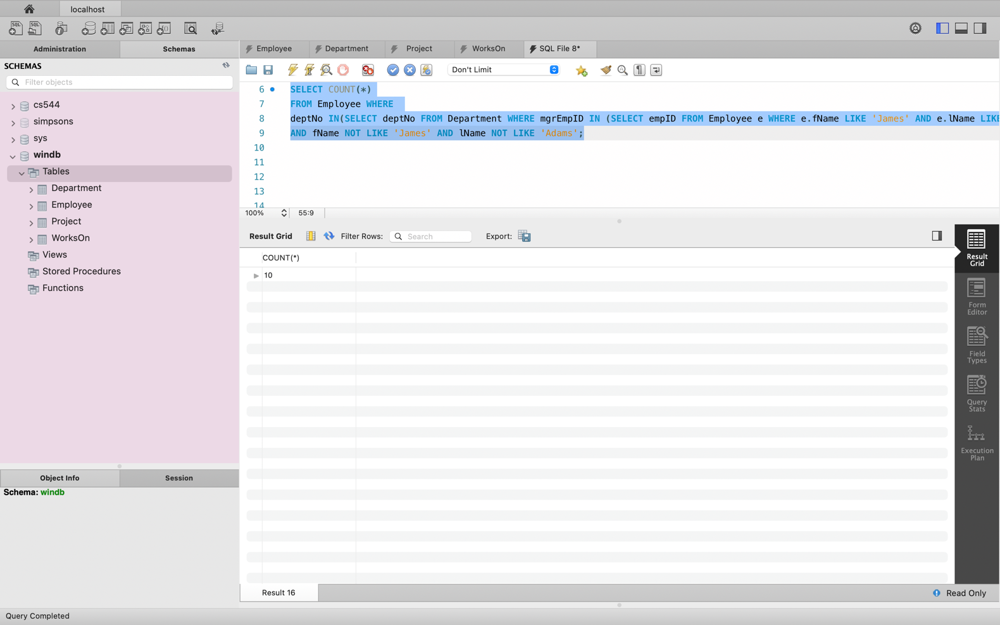 localhost
SQL
SQL
Administration
Schemas
Employee
Department
Project
WorksOn
SQL File 8*
SCHEMAS
Filter objects
Don't Limit
cs544
simpsons
sys
windb
Tables
Department
Employee
Project
WorksOn
Views
Stored Procedures
Functions
6 SELECT COUNT(*)
7 FROM Employee WHERE
8 deptNo IN(SELECT deptNo FROM Department WHERE mgrEmpID IN (SELECT empID FROM Employee e WHERE e.fName LIKE 'James' AND e.lName LIKE
9 AND fName NOT LIKE 'James' AND lName NOT LIKE 'Adams';
10
11
12
13
14
100%
55:9
Result Grid
Filter Rows:
Search
Export:
COUNT(*)
10
Result Grid
Form Editor
Field Types
Query Stats
Execution Plan
Object Info
Session
Schema: windb
Result 16
Read Only
Query Completed